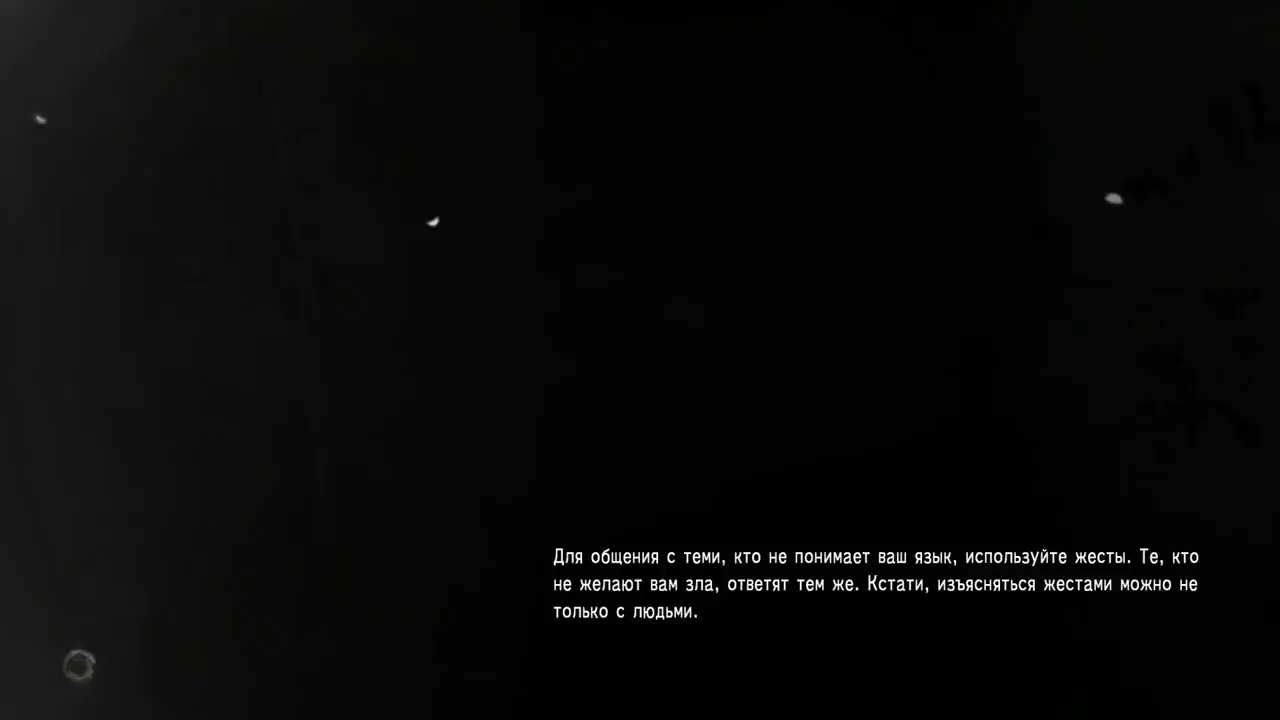 Для общения с теми, кто не понимает ваш язык, используйте жесты. Те, кто
не желают вам зла, ответят тем же. Кстати, изъясняться жестами можно не
только с людьми.